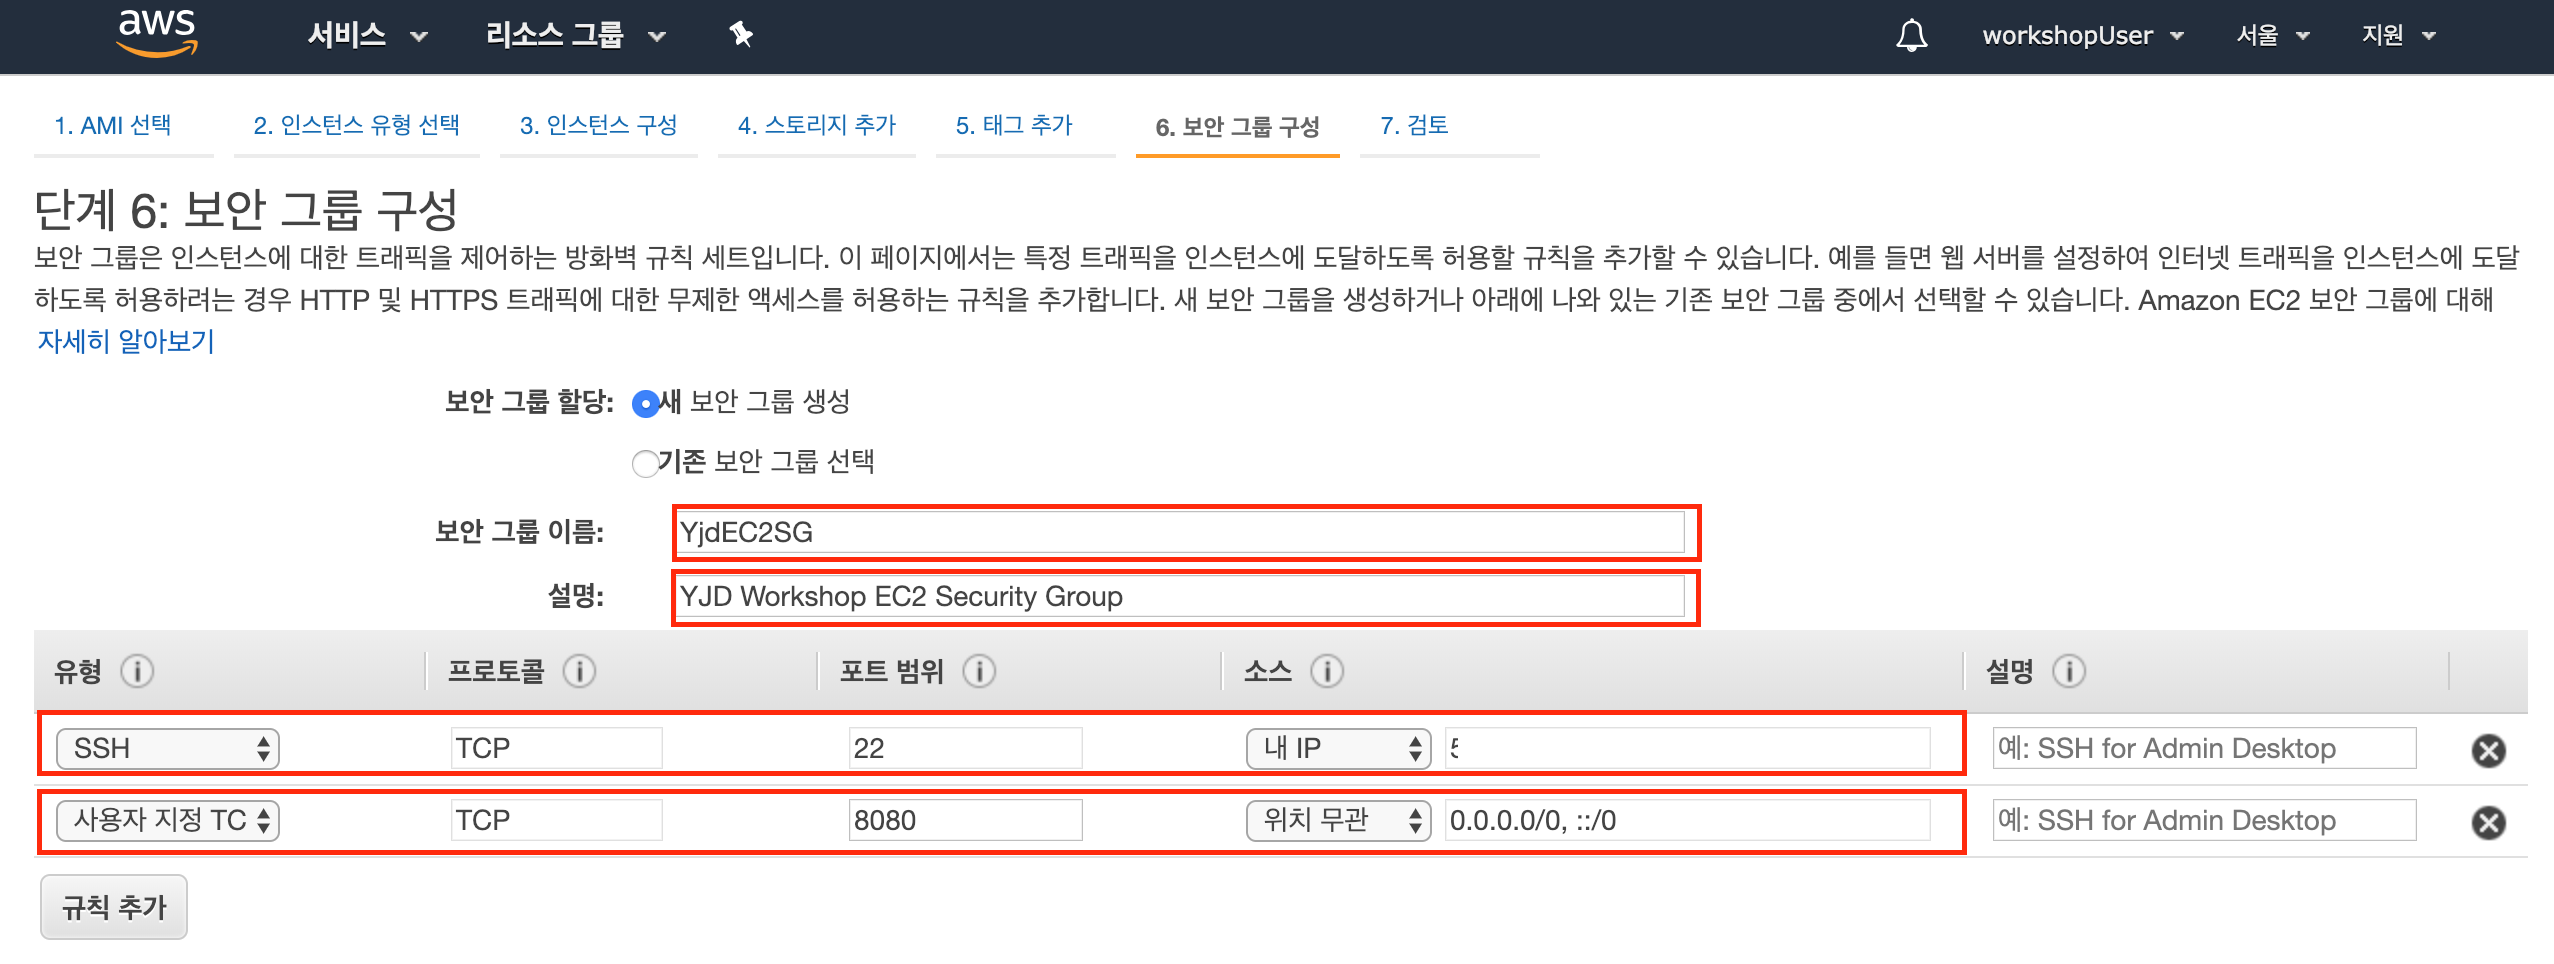 aws 서비스 리소스 그룹 workshopUser 서울 지원
1. AMI 선택 2. 인스턴스 유형 선택 3. 인스턴스 구성 4. 스토리지 추가 5. 태그 추가 6. 보안 그룹 구성 7. 검토
단계 6: 보안 그룹 구성
보안 그룹은 인스턴스에 대한 트래픽을 제어하는 방화벽 규칙 세트입니다. 이 페이지에서는 특정 트래픽을 인스턴스에 도달하도록 허용할 규칙을 추가할 수 있습니다. 예를 들면 웹 서버를 설정하여 인터넷 트래픽을 인스턴스에 도달
하도록 허용하려는 경우 HTTP 및 HTTPS 트래픽에 대한 무제한 액세스를 허용하는 규칙을 추가합니다. 새 보안 그룹을 생성하거나 아래에 나와 있는 기존 보안 그룹 중에서 선택할 수 있습니다. Amazon EC2 보안 그룹에 대해
자세히 알아보기
보안 그룹 할당: 새 보안 그룹 생성
기존 보안 그룹 선택
보안 그룹 이름: YjdEC2SG
설명: YJD Workshop EC2 Security Group
유형 프로토콜 포트 범위 소스 설명
SSH TCP 22 내 IP 예: SSH for Admin Desktop
사용자 지정 TC TCP 8080 위치 무관 0.0.0.0/0, ::/0 예: SSH for Admin Desktop
규칙 추가